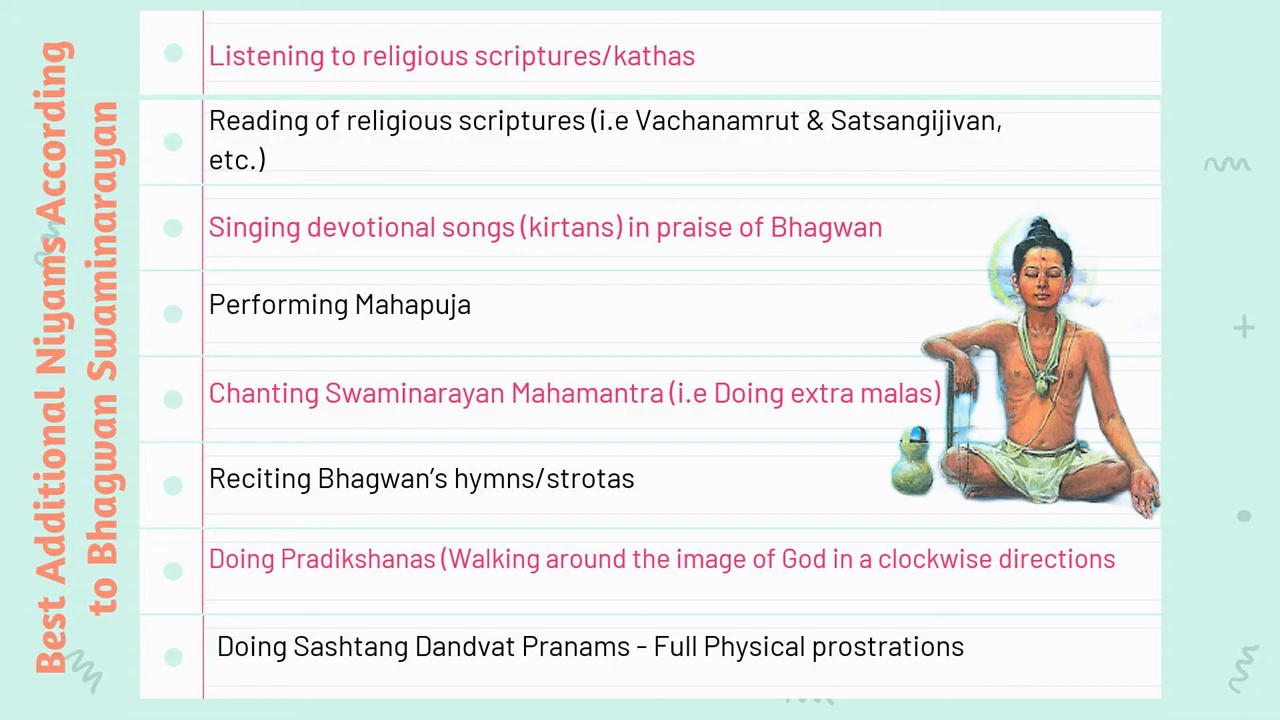 Best Additional Niyams According
to Bhagwan Swaminarayan
Listening to religious scriptures/kathas
Reading of religious scriptures (i.e Vachanamrut & Satsangijivan,
etc.)
Singing devotional songs (kirtans) in praise of Bhagwan
Performing Mahapuja
Chanting Swaminarayan Mahamantra (i.e Doing extra malas)
Reciting Bhagwan’s hymns/strotas
Doing Pradikshanas (Walking around the image of God in a clockwise directions
Doing Sashtang Dandvat Pranams - Full Physical prostrations